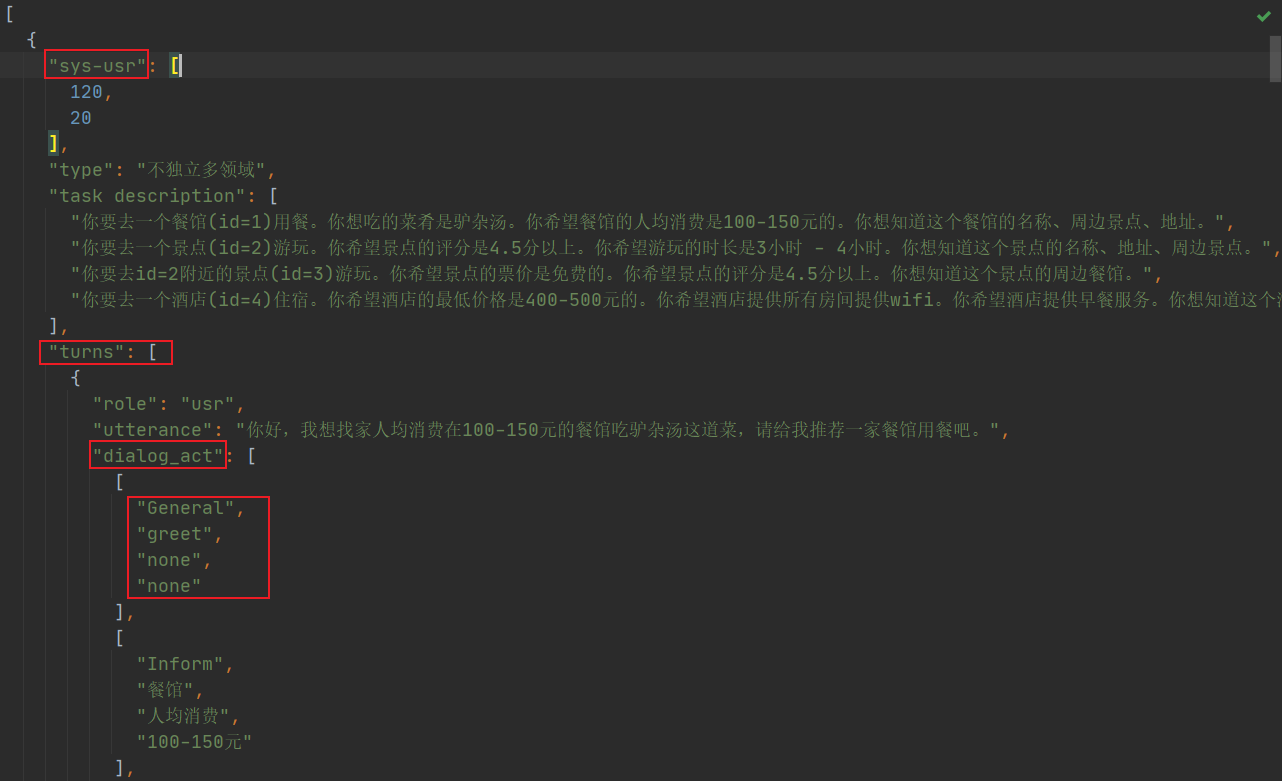 [
{
"sys-usr": [
120,
20
],
"type": "不独立多领域",
"task description": [
"你要去一个餐馆(id=1)用餐。你想吃的菜肴是驴杂汤。你希望餐馆的人均消费是100-150元的。你想知道这个餐馆的名称、周边景点、地址。",
"你要去一个景点(id=2)游玩。你希望景点的评分是4.5分以上。你希望游玩的时长是3小时 - 4小时。你想知道这个景点的名称、地址、周边景点。",
"你要去id=2附近的景点(id=3)游玩。你希望景点的票价是免费的。你希望景点的评分是4.5分以上。你想知道这个景点的周边餐馆。",
"你要去一个酒店(id=4)住宿。你希望酒店的最低价格是400-500元的。你希望酒店提供所有房间提供wifi。你希望酒店提供早餐服务。你想知道这个
],
"turns": [
{
"role": "usr",
"utterance": "你好，我想找家人均消费在100-150元的餐馆吃驴杂汤这道菜，请给我推荐一家餐馆用餐吧。",
"dialog_act": [
[
"General",
"greet",
"none",
"none"
],
[
"Inform",
"餐馆",
"人均消费",
"100-150元"
],